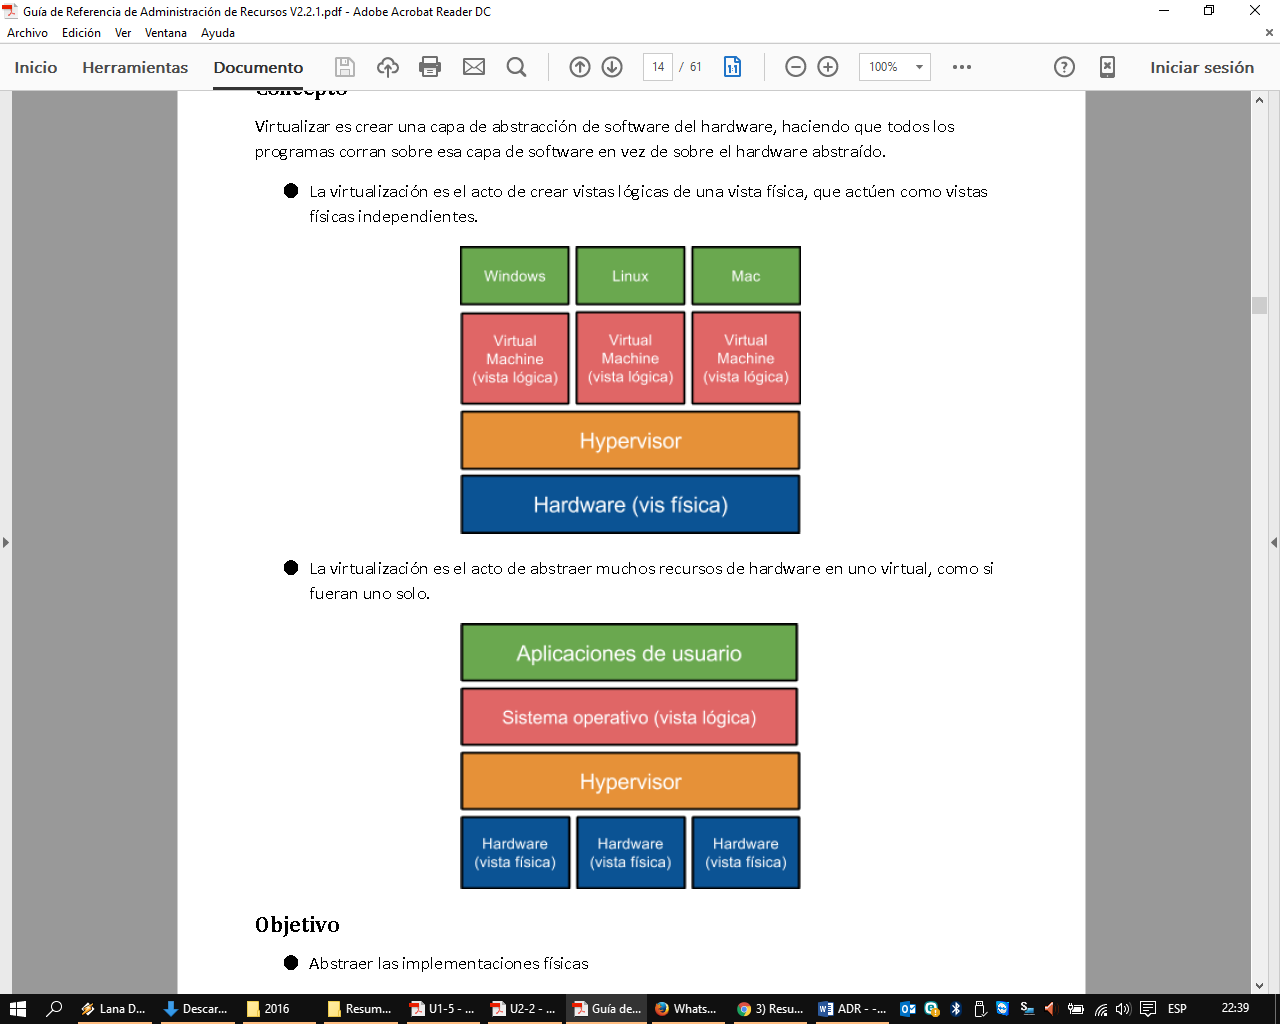 Guía de Referencia de Administración de Recursos V2.2.1.pdf - Adobe Acrobat Reader DC
Archivo Edición Ver Ventana Ayuda
Inicio Herramientas Documento 14 / 61 1:1 100% Iniciar sesión
Concepto
Virtualizar es crear una capa de abstracción de software del hardware, haciendo que todos los
programas corran sobre esa capa de software en vez de sobre el hardware abstraído.
● La virtualización es el acto de crear vistas lógicas de una vista física, que actúen como vistas
físicas independientes.
Windows Linux Mac
Virtual Machine (vista lógica) Virtual Machine (vista lógica) Virtual Machine (vista lógica)
Hypervisor
Hardware (vis física)
● La virtualización es el acto de abstraer muchos recursos de hardware en uno virtual, como si
fueran uno solo.
Aplicaciones de usuario
Sistema operativo (vista lógica)
Hypervisor
Hardware (vista física) Hardware (vista física) Hardware (vista física)
Objetivo
● Abstraer las implementaciones físicas
Lana D... Descar... 2016 Resum... U1-5 - ... U2-2 - ... Guía de... Whats... 3) Resu... ADR - -... ESP 22:39